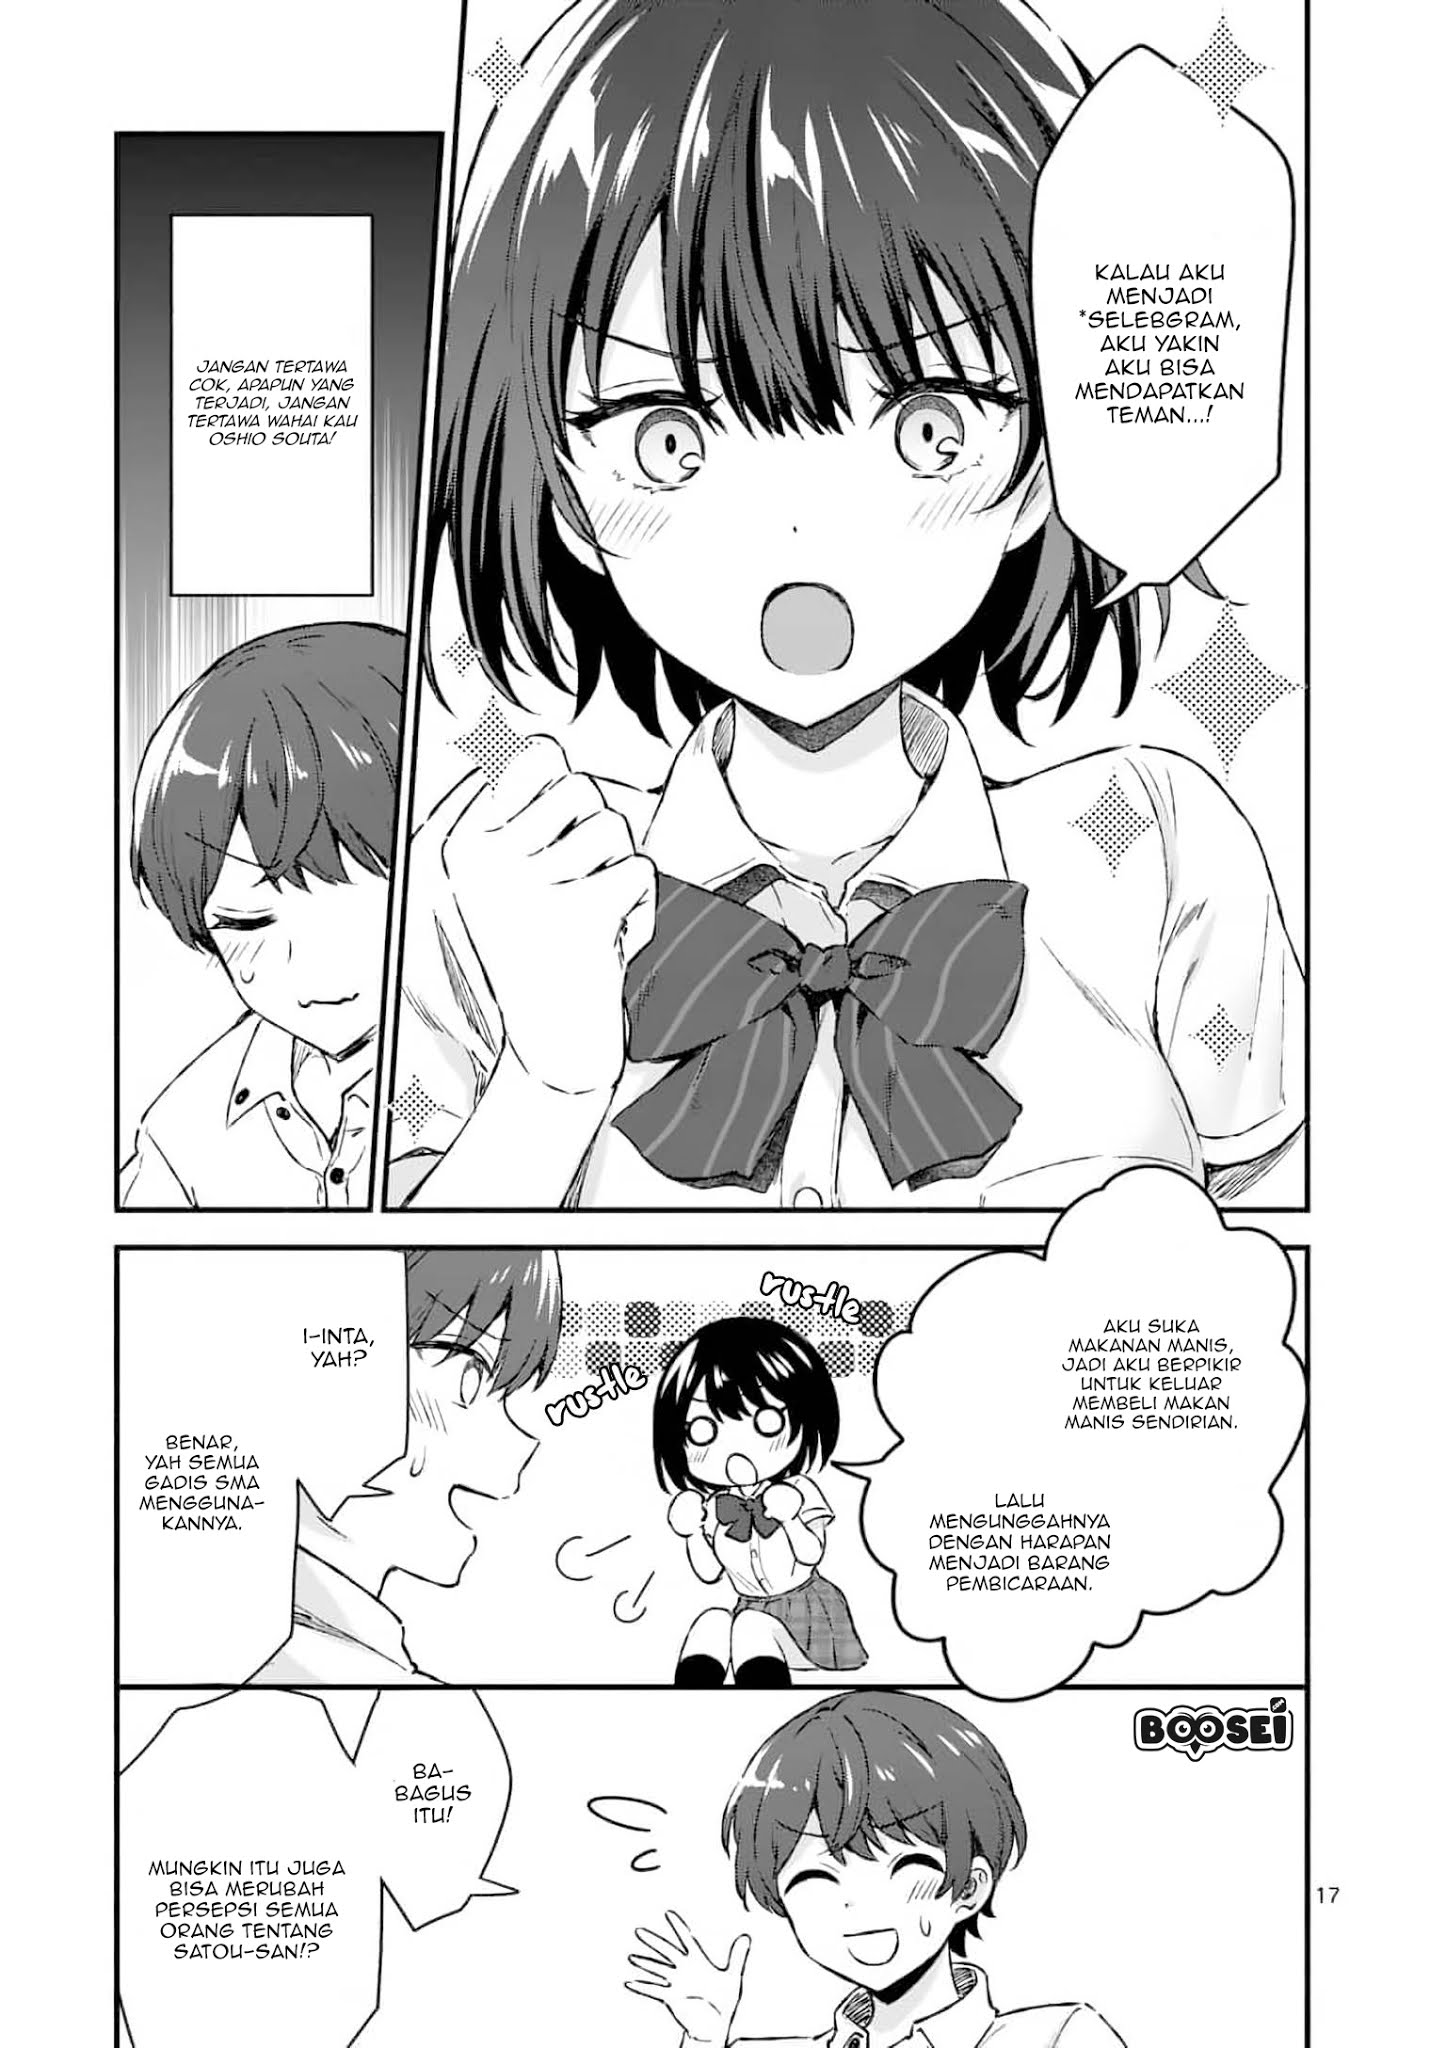 KALAU AKU
MENJADI
*SELEBGRAM,
AKU YAKIN
AKU BISA
MENDAPATKAN
TEMAN...!
JANGAN TERTAWA
COK, APAPUN YANG
TERJADI, JANGAN
TERTAWA WAHAI KAU
OSHIO SOUTA!
AKU SUKA
MAKANAN MANIS,
JADI AKU BERPIKIR
UNTUK KELUAR
MEMBELI MAKAN
MANIS SENDIRIAN.
LALU
MENGUNGGAHNYA
DENGAN HARAPAN
MENJADI BARANG
PEMBICARAAN.
rustle
rustle
I-INTA,
YAH?
BENAR,
YAH SEMUA
GADIS SMA
MENGGUNA-
KANNYA.
BOOSEI
.COM
BA-
BAGUS
ITU!
MUNGKIN ITU JUGA
BISA MERUBAH
PERSEPSI SEMUA
ORANG TENTANG
SATOU-SAN!?
17